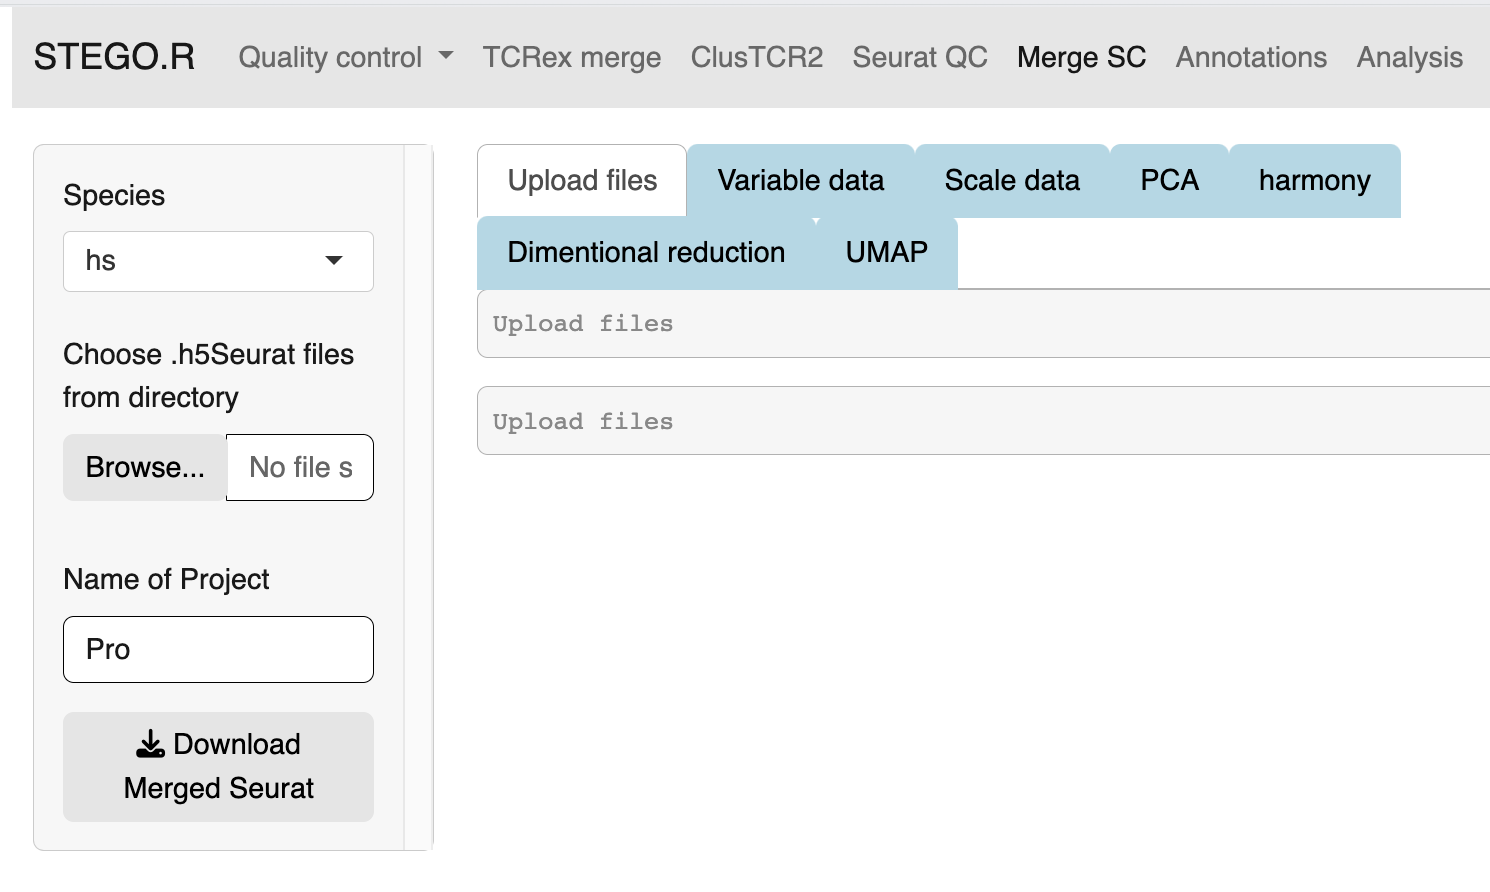 STEGO.R Quality control TCRex merge ClusTCR2 Seurat QC Merge SC Annotations Analysis
Species
hs
Choose .h5Seurat files
from directory
Browse... No file s
Name of Project
Pro
Download
Merged Seurat
Upload files Variable data Scale data PCA harmony
Dimentional reduction UMAP
Upload files
Upload files